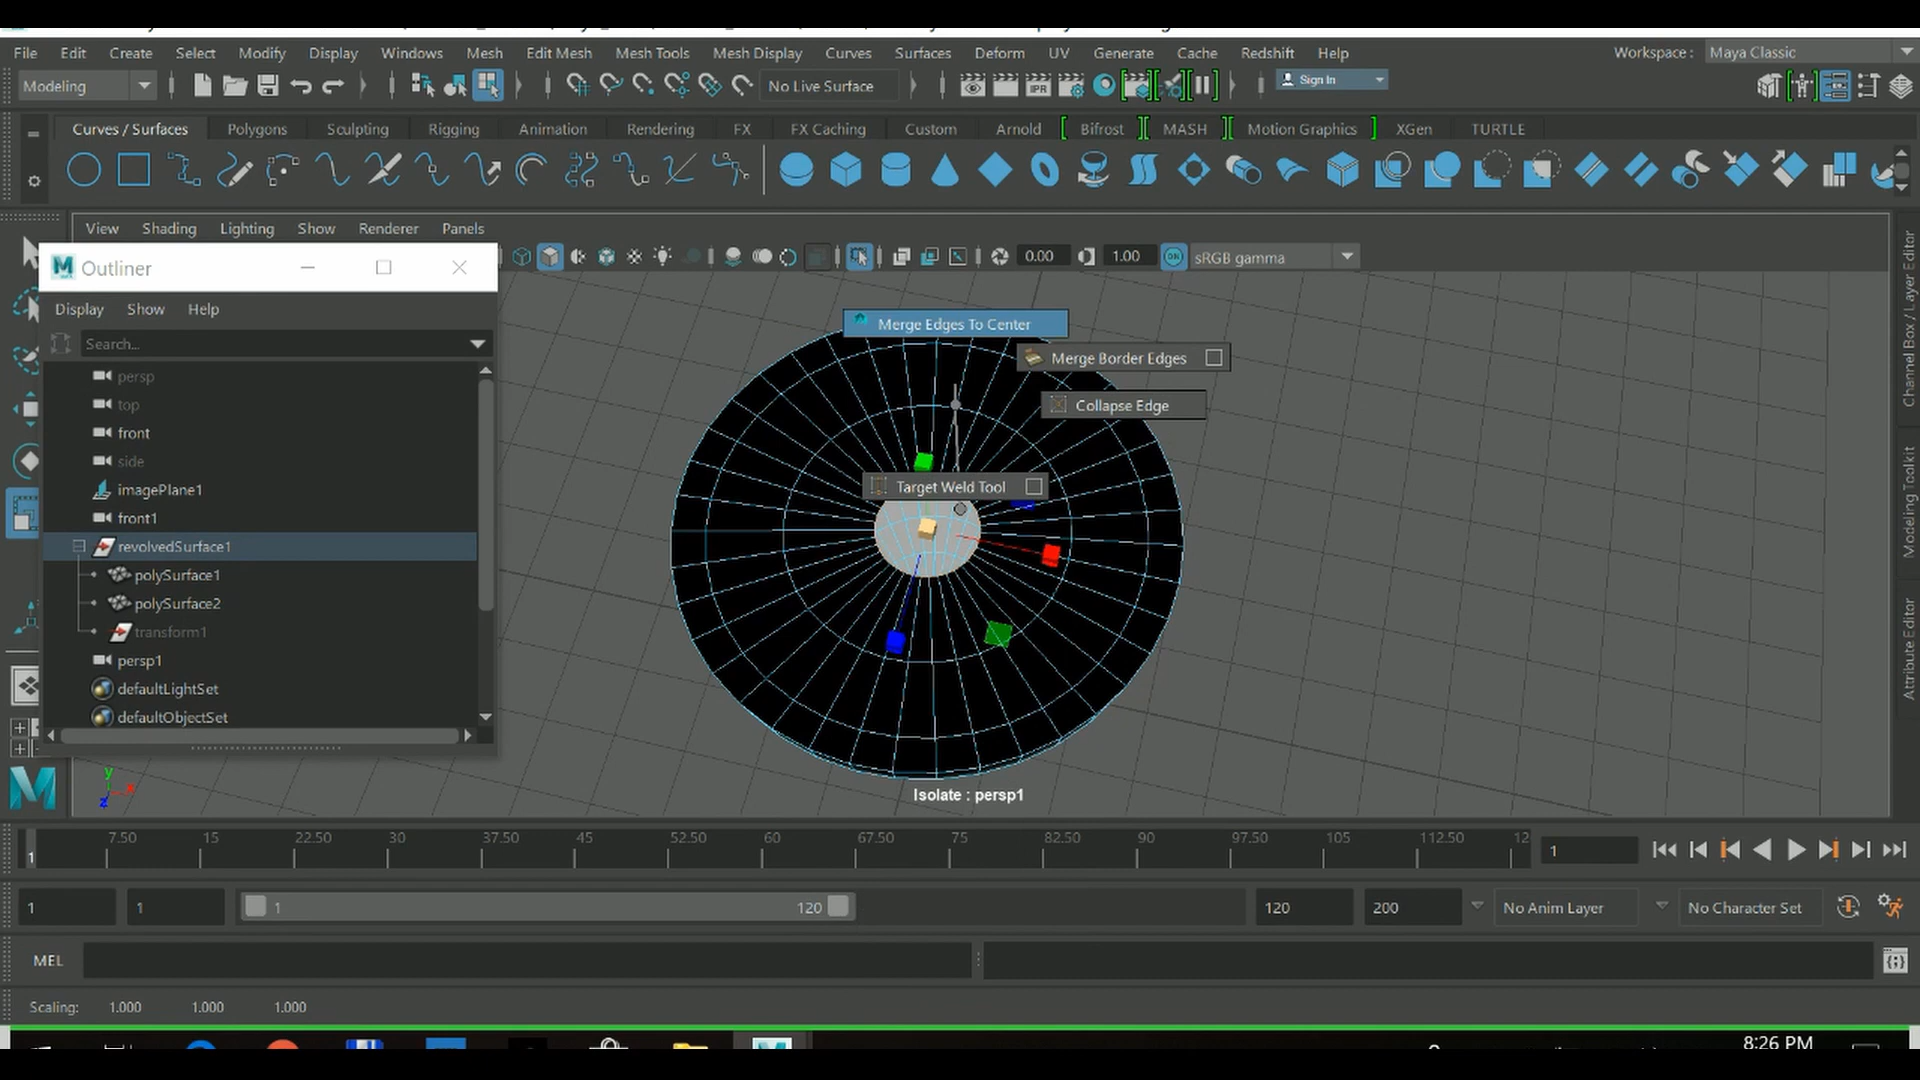 File Edit Create Select Modify Display Windows Mesh Edit Mesh Mesh Tools Mesh Display Curves Surfaces Deform UV Generate Cache Redshift Help Workspace : Maya Classic
Modeling No Live Surface IPR Sign In
Curves / Surfaces Polygons Sculpting Rigging Animation Rendering FX FX Caching Custom Arnold Bifrost MASH Motion Graphics XGen TURTLE
View Shading Lighting Show Renderer Panels
0.00 1.00 ON sRGB gamma
Outliner
Display Show Help
Search...
persp
top
front
side
imagePlane1
front1
revolvedSurface1
polySurface1
polySurface2
transform1
persp1
defaultLightSet
defaultObjectSet
Merge Edges To Center
Merge Border Edges
Collapse Edge
Target Weld Tool
Isolate : persp1
y
x
z
Channel Box / Layer Editor
Modeling Toolkit
Attribute Editor
7.50 15 22.50 30 37.50 45 52.50 60 67.50 75 82.50 90 97.50 105 112.50 12
1 1
1 1 1 120 120 200 No Anim Layer No Character Set
MEL
Scaling: 1.000 1.000 1.000
8:26 PM